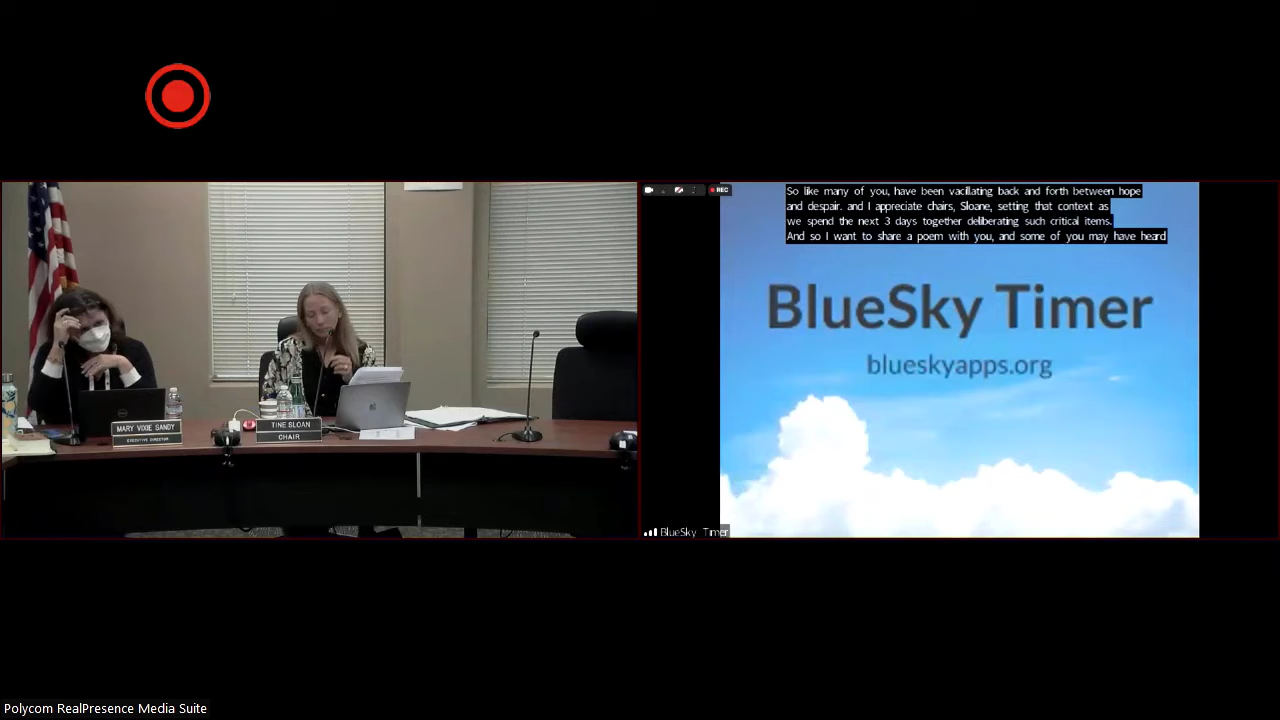 REC
So like many of you, have been vacillating back and forth between hope
and despair. and I appreciate chairs, Sloane, setting that context as
we spend the next 3 days together deliberating such critical items.
And so I want to share a poem with you, and some of you may have heard
BlueSky Timer
blueskyapps.org
MARY VIXIE SANDY
EXECUTIVE DIRECTOR
TINE SLOAN
CHAIR
BlueSky Timer
Polycom RealPresence Media Suite